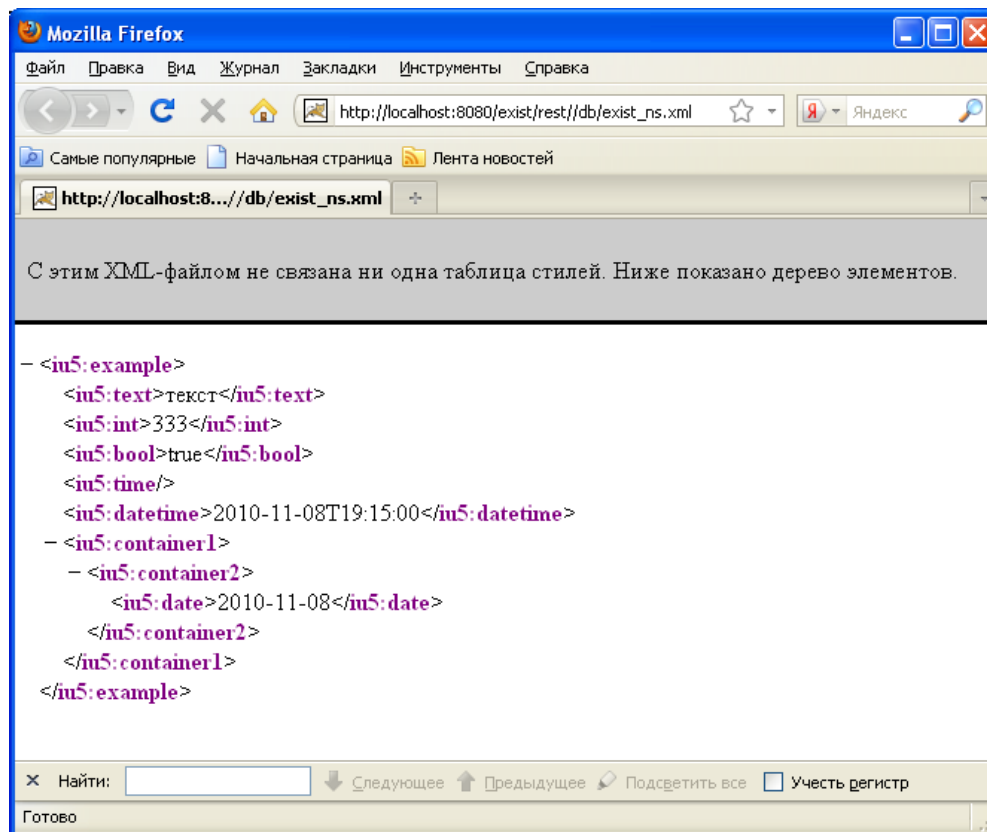 Mozilla Firefox
Файл Правка Вид Журнал Закладки Инструменты Справка
http://localhost:8080/exist/rest//db/exist_ns.xml Я Яндекс
Самые популярные Начальная страница Лента новостей
http://localhost:8...//db/exist_ns.xml
С этим XML-файлом не связана ни одна таблица стилей. Ниже показано дерево элементов.
− <iu5:example>
<iu5:text>текст</iu5:text>
<iu5:int>333</iu5:int>
<iu5:bool>true</iu5:bool>
<iu5:time/>
<iu5:datetime>2010-11-08T19:15:00</iu5:datetime>
− <iu5:container1>
− <iu5:container2>
<iu5:date>2010-11-08</iu5:date>
</iu5:container2>
</iu5:container1>
</iu5:example>
Найти: Следующее Предыдущее Подсветить все Учесть регистр
Готово